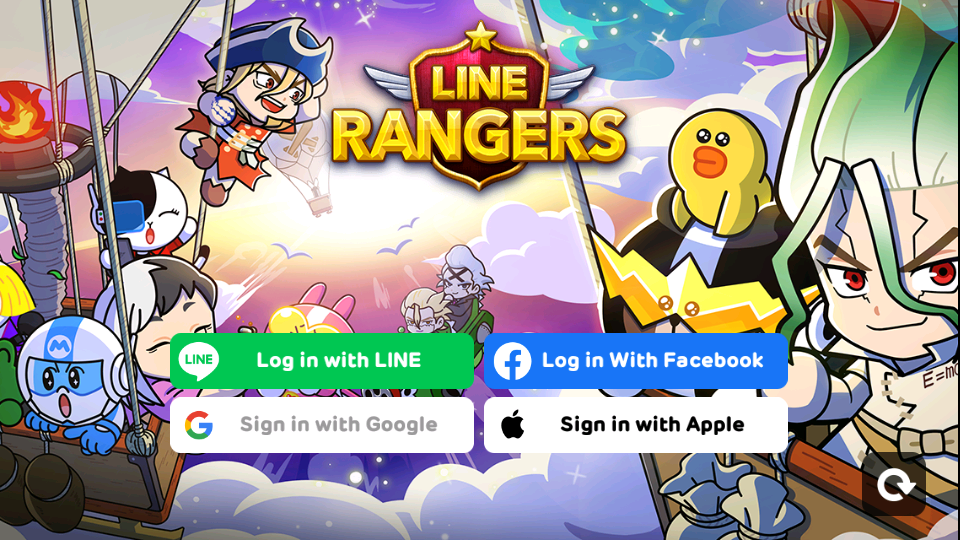 LINE
RANGERS
LINE
Log in with LINE
Log in With Facebook
Sign in with Google
Sign in with Apple